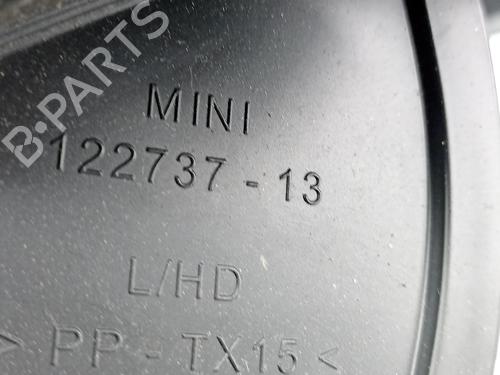 B-PARTS
MINI
122737 - 13
L/HD
> PP - TX15 <